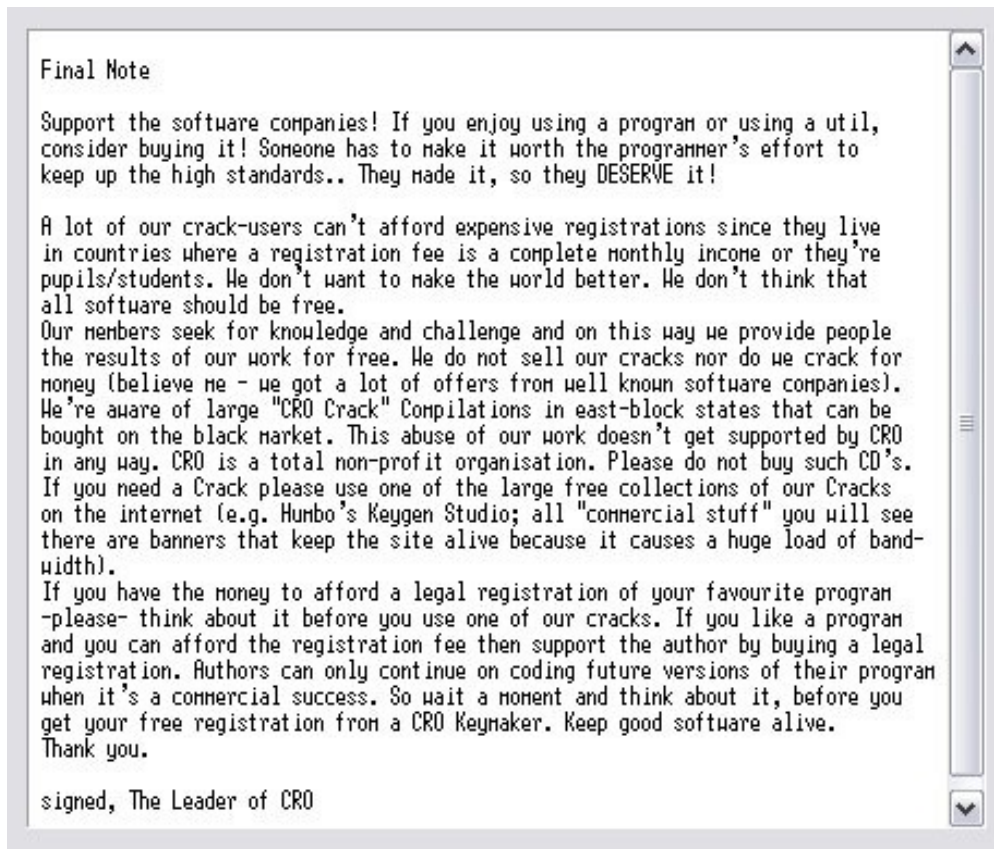 Final Note
Support the software companies! If you enjoy using a program or using a util,
consider buying it! Someone has to make it worth the programmer's effort to
keep up the high standards.. They made it, so they DESERVE it!
A lot of our crack-users can't afford expensive registrations since they live
in countries where a registration fee is a complete monthly income or they're
pupils/students. We don't want to make the world better. We don't think that
all software should be free.
Our members seek for knowledge and challenge and on this way we provide people
the results of our work for free. We do not sell our cracks nor do we crack for
money (believe me - we got a lot of offers from well known software companies).
We're aware of large "CRO Crack" Compilations in east-block states that can be
bought on the black market. This abuse of our work doesn't get supported by CRO
in any way. CRO is a total non-profit organisation. Please do not buy such CD's.
If you need a Crack please use one of the large free collections of our Cracks
on the internet (e.g. Humbo's Keygen Studio; all "commercial stuff" you will see
there are banners that keep the site alive because it causes a huge load of band-
width).
If you have the money to afford a legal registration of your favourite program
-please- think about it before you use one of our cracks. If you like a program
and you can afford the registration fee then support the author by buying a legal
registration. Authors can only continue on coding future versions of their program
when it's a commercial success. So wait a moment and think about it, before you
get your free registration from a CRO Keymaker. Keep good software alive.
Thank you.
signed, The Leader of CRO